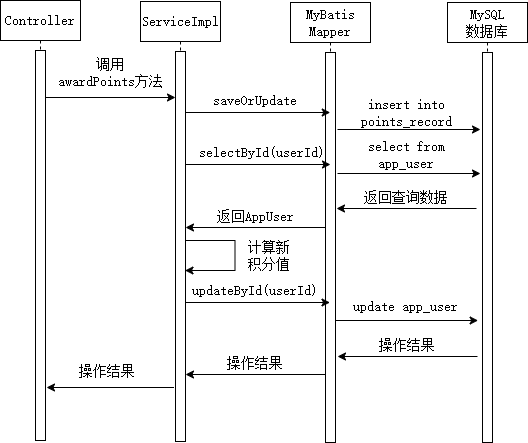 Controller
ServiceImpl
MyBatis
Mapper
MySQL
数据库
调用
awardPoints方法
saveOrUpdate
insert into
points_record
selectById(userId)
select from
app_user
返回查询数据
返回AppUser
计算新
积分值
updateById(userId)
update app_user
操作结果
操作结果
操作结果